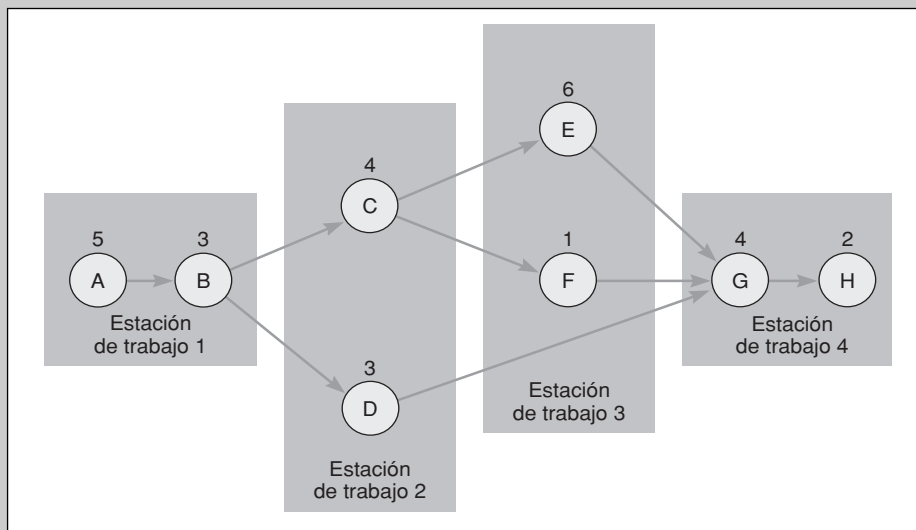 6
E
4
C
5
A
3
B
1
F
4
G
2
H
Estación
de trabajo 1
3
D
Estación
de trabajo 2
Estación
de trabajo 3
Estación
de trabajo 4